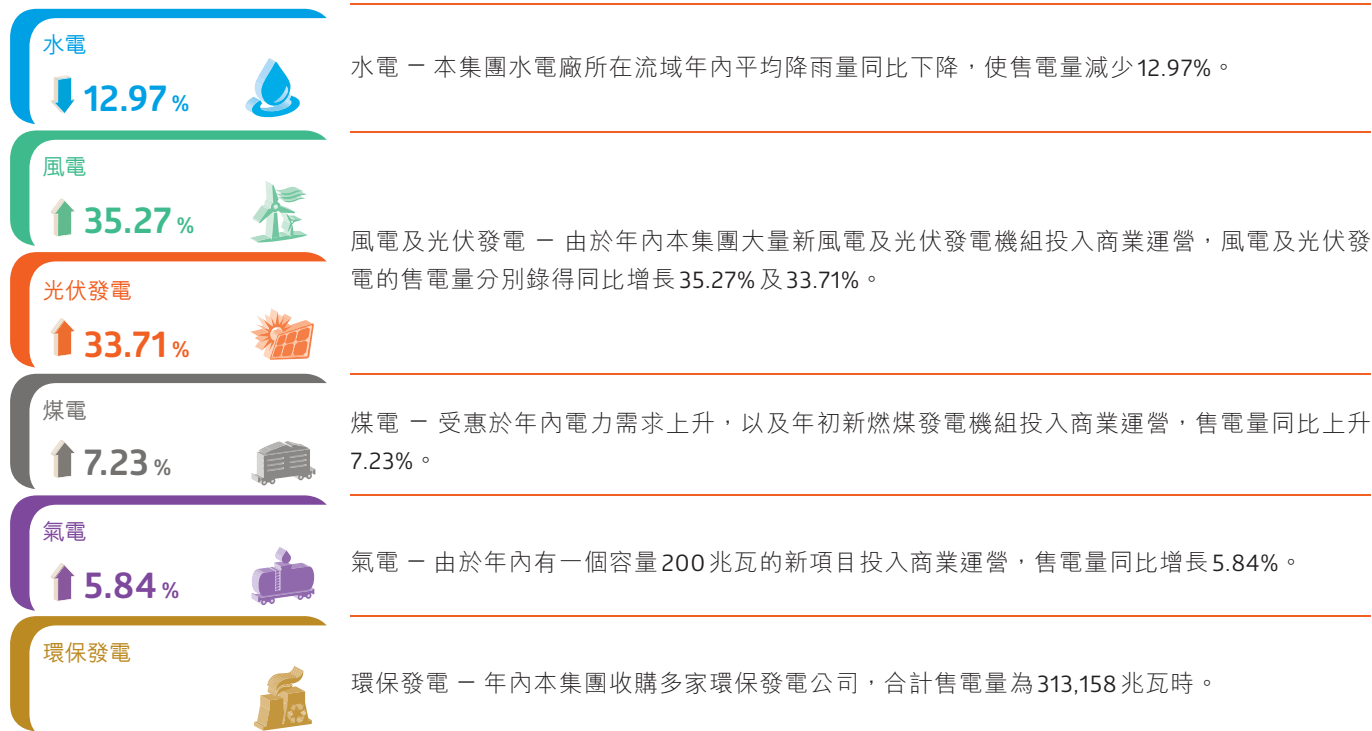 水電
12.97%
水電 － 本集團水電廠所在流域年內平均降雨量同比下降，使售電量減少12.97%。
風電
35.27%
光伏發電
33.71%
風電及光伏發電 － 由於年內本集團大量新風電及光伏發電機組投入商業運營，風電及光伏發
電的售電量分別錄得同比增長35.27%及33.71%。
煤電
7.23%
煤電 － 受惠於年內電力需求上升，以及年初新燃煤發電機組投入商業運營，售電量同比上升
7.23%。
氣電
5.84%
氣電 － 由於年內有一個容量200兆瓦的新項目投入商業運營，售電量同比增長5.84%。
環保發電
環保發電 － 年內本集團收購多家環保發電公司，合計售電量為313,158兆瓦時。